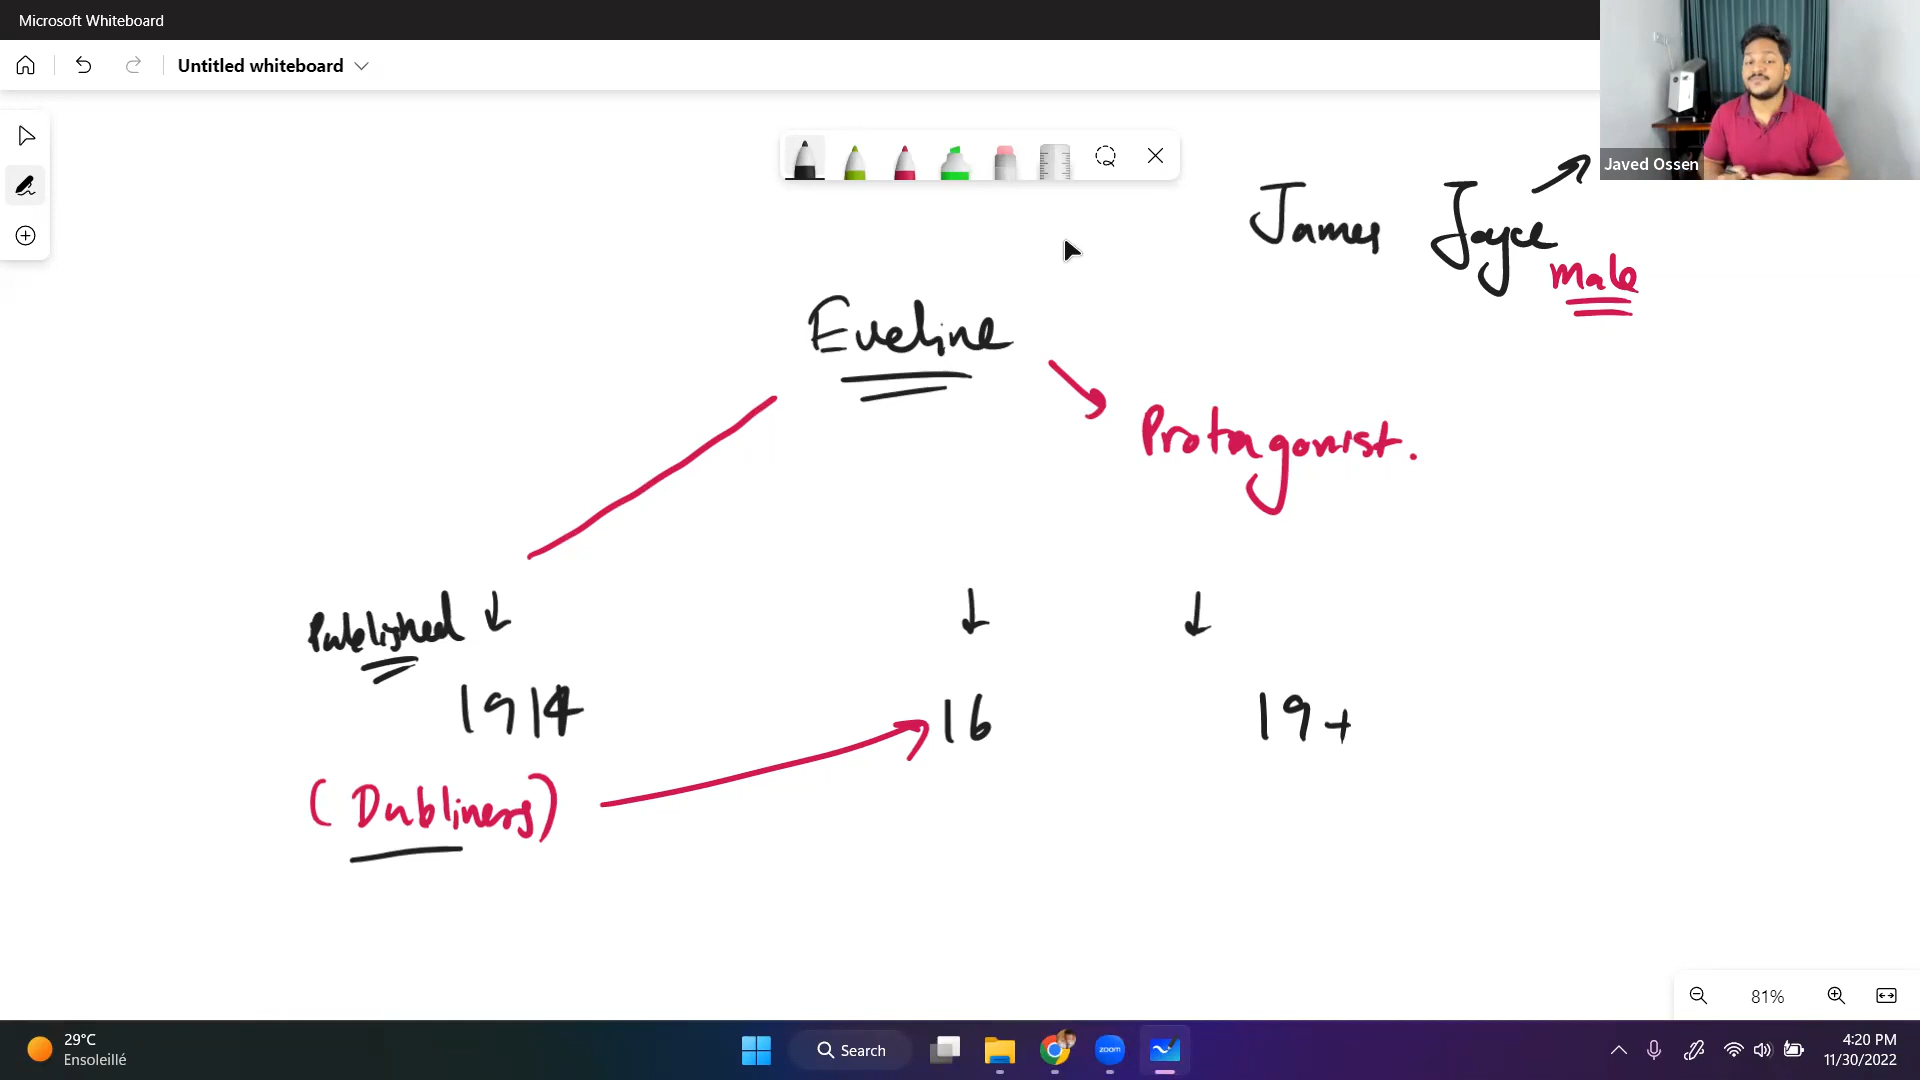 Microsoft Whiteboard
Untitled whiteboard
Javed Ossen
James Joyce
male
Eveline
Protagonist.
Published
1914
16
19+
(Dubliners)
81%
29°C
Ensoleillé
Search
zoom
4:20 PM
11/30/2022